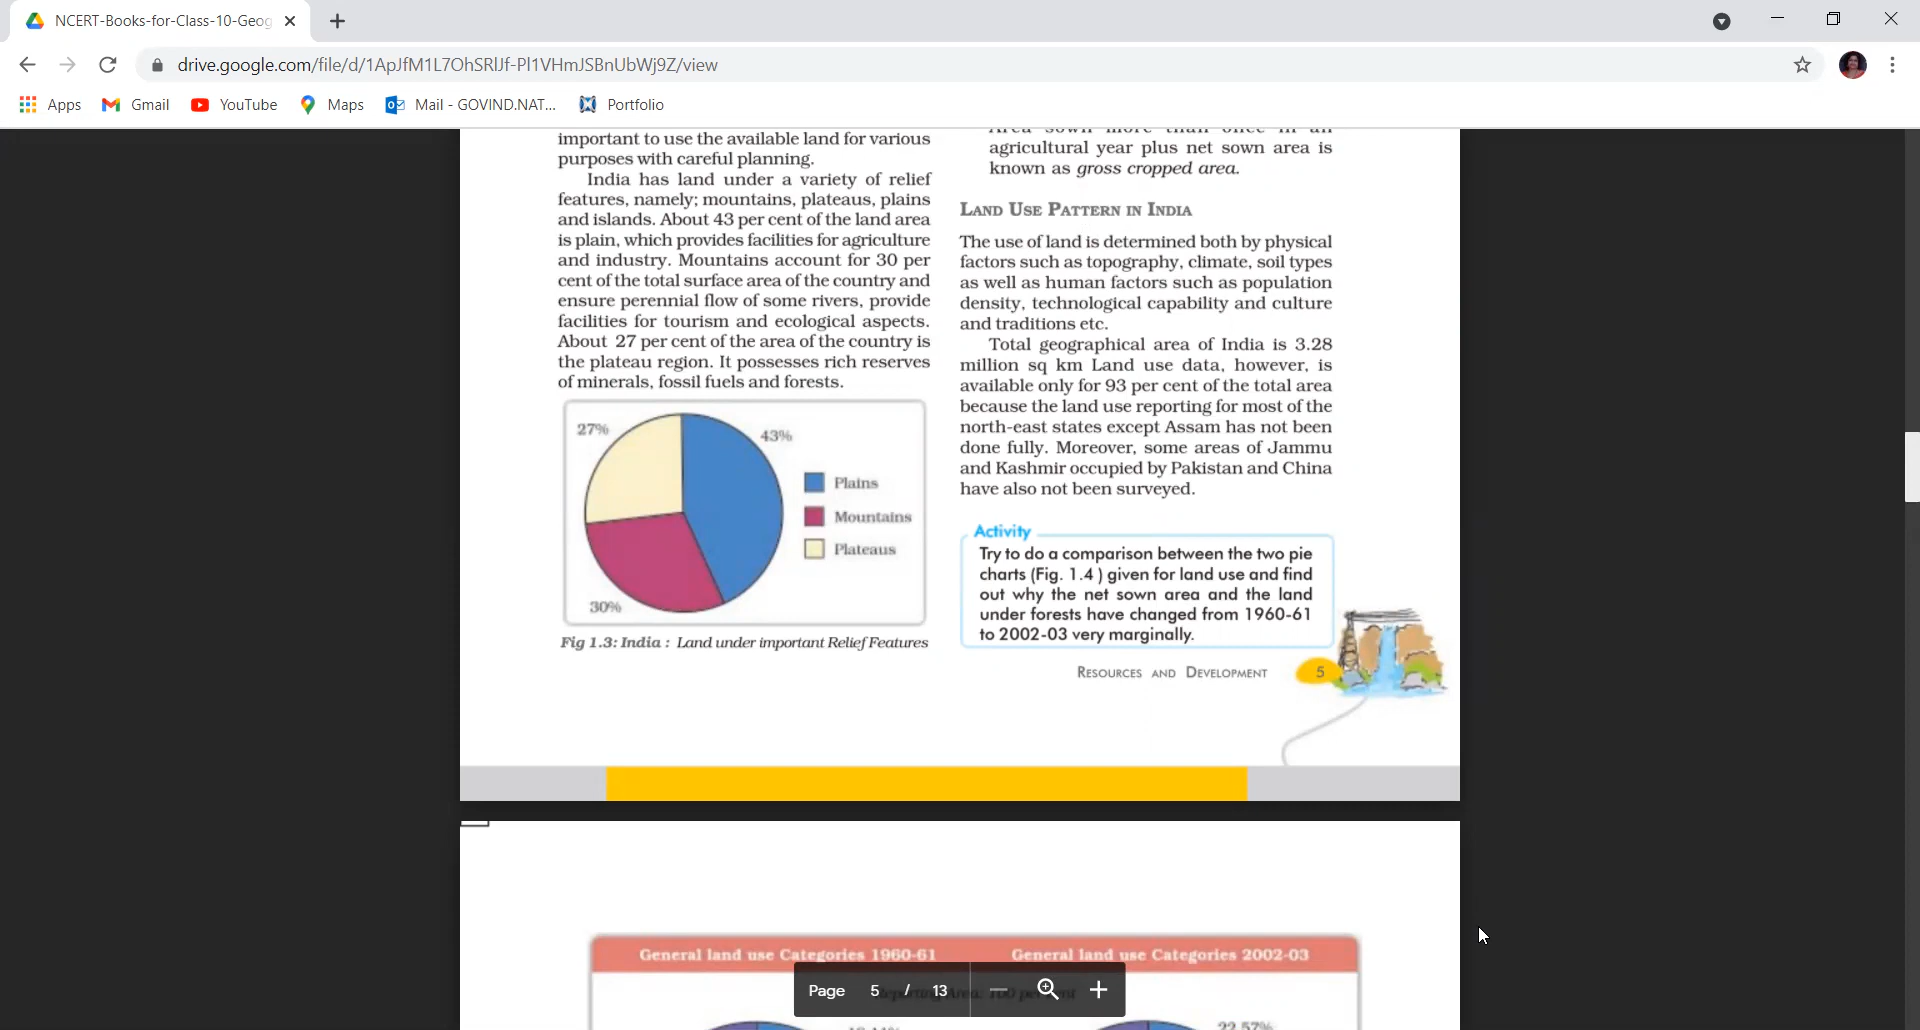 NCERT-Books-for-Class-10-Geog
drive.google.com/file/d/1ApJfM1L7OhSRlJf-Pl1VHmJSBnUbWj9Z/view
Apps
Gmail
YouTube
Maps
Mail - GOVIND.NAT...
Portfolio
important to use the available land for various
purposes with careful planning.
India has land under a variety of relief
features, namely; mountains, plateaus, plains
and islands. About 43 per cent of the land area
is plain, which provides facilities for agriculture
and industry. Mountains account for 30 per
cent of the total surface area of the country and
ensure perennial flow of some rivers, provide
facilities for tourism and ecological aspects.
About 27 per cent of the area of the country is
the plateau region. It possesses rich reserves
of minerals, fossil fuels and forests.
27%
43%
30%
Plains
Mountains
Plateaus
Fig 1.3: India : Land under important Relief Features
Area sown more than once in an
agricultural year plus net sown area is
known as gross cropped area.
LAND USE PATTERN IN INDIA
The use of land is determined both by physical
factors such as topography, climate, soil types
as well as human factors such as population
density, technological capability and culture
and traditions etc.
Total geographical area of India is 3.28
million sq km Land use data, however, is
available only for 93 per cent of the total area
because the land use reporting for most of the
north-east states except Assam has not been
done fully. Moreover, some areas of Jammu
and Kashmir occupied by Pakistan and China
have also not been surveyed.
Activity
Try to do a comparison between the two pie
charts (Fig. 1.4 ) given for land use and find
out why the net sown area and the land
under forests have changed from 1960-61
to 2002-03 very marginally.
RESOURCES AND DEVELOPMENT 5
General land use Categories 1960-61
General land use Categories 2002-03
Page 5 / 13
22.57%